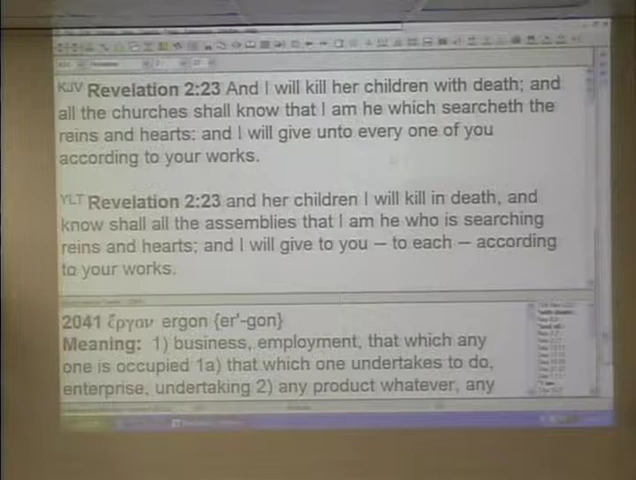 KJV Revelation 2:23 And I will kill her children with death; and
all the churches shall know that I am he which searcheth the
reins and hearts: and I will give unto every one of you
according to your works.
YLT Revelation 2:23 and her children I will kill in death, and
know shall all the assemblies that I am he who is searching
reins and hearts; and I will give to you – to each – according
to your works.
2041 ἔργον ergon {er'-gon}
Meaning: 1) business, employment, that which any
one is occupied 1a) that which one undertakes to do,
enterprise, undertaking 2) any product whatever, any